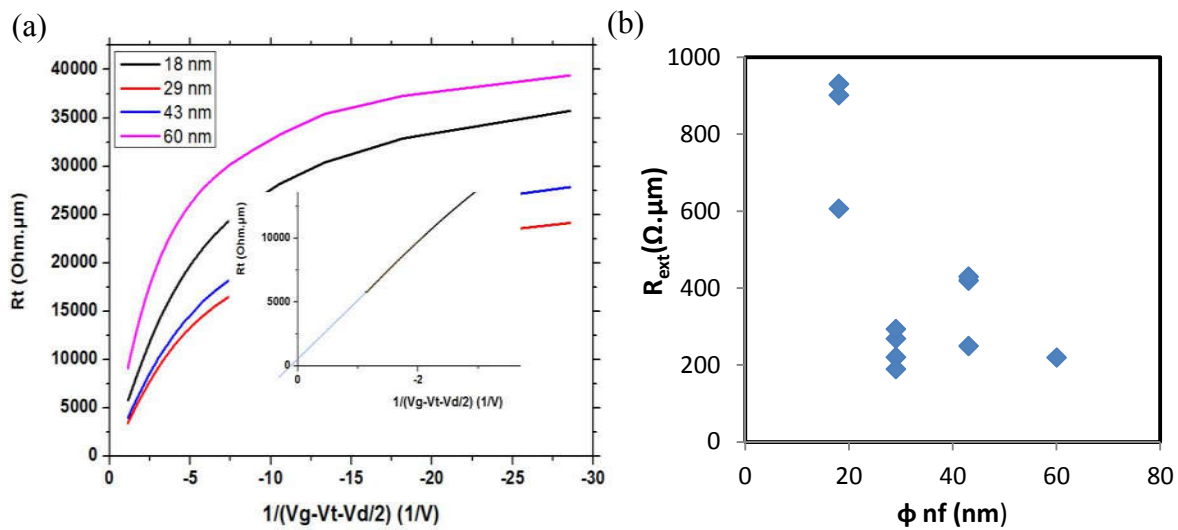 (a)
40000
35000
30000
25000
20000
15000
10000
5000
0
Rt (Ohm.µm)
18 nm
29 nm
43 nm
60 nm
0
-5
-10
-15
-20
-25
-30
1/(Vg-Vt-Vd/2) (1/V)
10000
5000
0
Rt (Ohm.µm)
0
-2
1/(Vg-Vt-Vd/2) (1/V)
(b)
1000
800
600
400
200
0
R_ext(Ω.µm)
0
20
40
60
80
ϕ nf (nm)